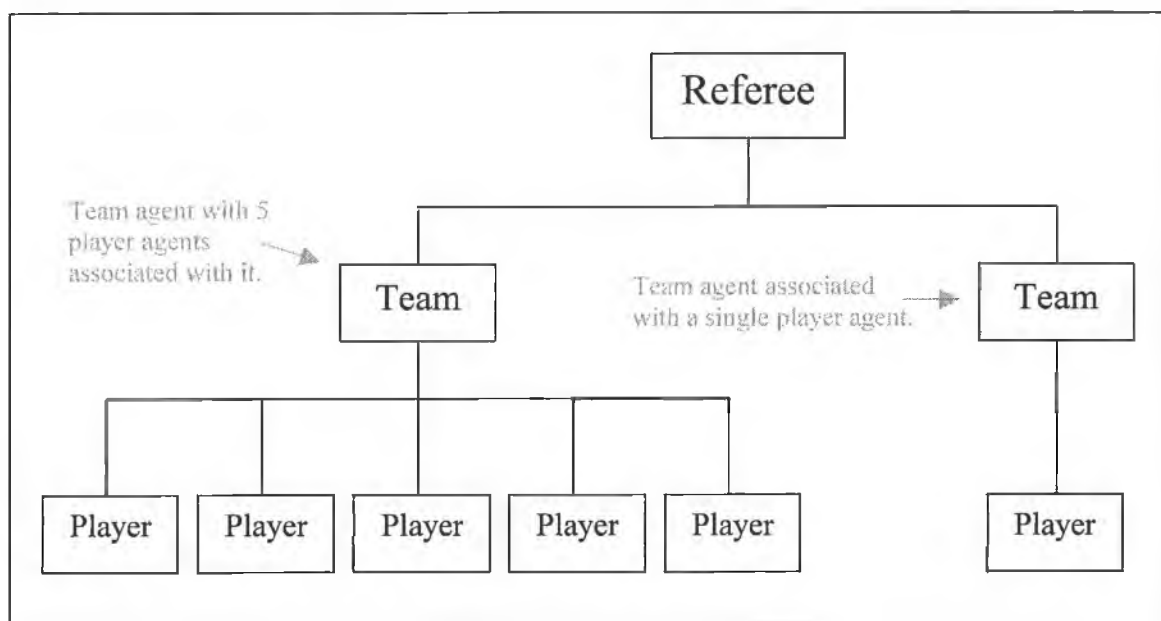 Referee
Team agent with 5
player agents
associated with it.
Team
Team agent associated
with a single player agent.
Team
Player
Player
Player
Player
Player
Player